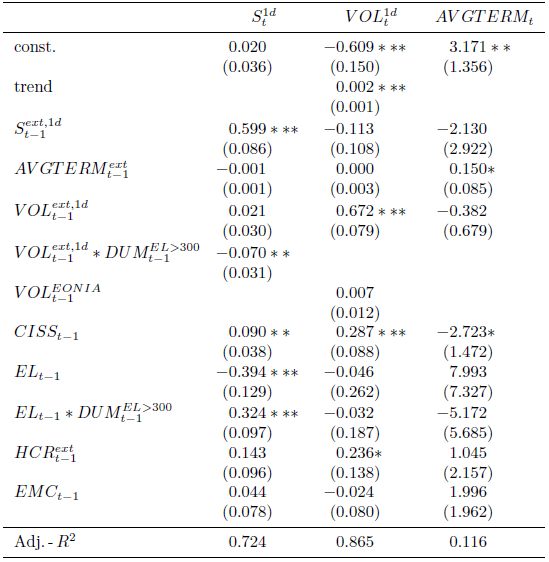 S_t^{1d} VOL_t^{1d} AVGTERM_t
const. 0.020 −0.609 ∗ ∗∗ 3.171 ∗ ∗
(0.036) (0.150) (1.356)
trend 0.002 ∗ ∗∗
(0.001)
S_{t−1}^{ext,1d} 0.599 ∗ ∗∗ −0.113 −2.130
(0.086) (0.108) (2.922)
AVGTERM_{t−1}^{ext} −0.001 0.000 0.150∗
(0.001) (0.003) (0.085)
VOL_{t−1}^{ext,1d} 0.021 0.672 ∗ ∗∗ −0.382
(0.030) (0.079) (0.679)
VOL_{t−1}^{ext,1d} ∗ DUM_{t−1}^{EL>300} −0.070 ∗ ∗
(0.031)
VOL_{t−1}^{EONIA} 0.007
(0.012)
CISS_{t−1} 0.090 ∗ ∗ 0.287 ∗ ∗∗ −2.723∗
(0.038) (0.088) (1.472)
EL_{t−1} −0.394 ∗ ∗∗ −0.046 7.993
(0.129) (0.262) (7.327)
EL_{t−1} ∗ DUM_{t−1}^{EL>300} 0.324 ∗ ∗∗ −0.032 −5.172
(0.097) (0.187) (5.685)
HCR_{t−1}^{ext} 0.143 0.236∗ 1.045
(0.096) (0.138) (2.157)
EMC_{t−1} 0.044 −0.024 1.996
(0.078) (0.080) (1.962)
Adj. - R^2 0.724 0.865 0.116